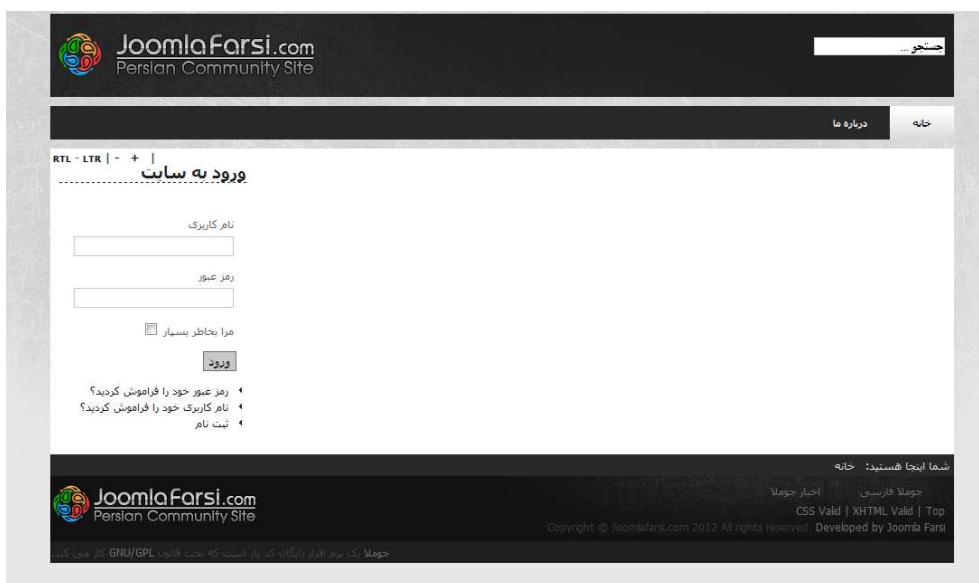 JoomlaFarsi.com
Persian Community Site
جستجو ...
خانه
درباره ما
RTL - LTR | - + |
ورود به سایت
نام کاربری
رمز عبور
مرا بخاطر بسپار
ورود
رمز عبور خود را فراموش کردید؟
نام کاربری خود را فراموش کردید؟
ثبت نام
شما اینجا هستید: خانه
جوملا فارسی اخبار جوملا
CSS Valid | XHTML Valid | Top
Copyright © Joomlafarsi.com 2012 All rights reserved. Developed by Joomla Farsi
JoomlaFarsi.com
Persian Community Site
جوملا یک نرم افزار رایگان کد باز است که تحت قانون GNU/GPL کار می کند.